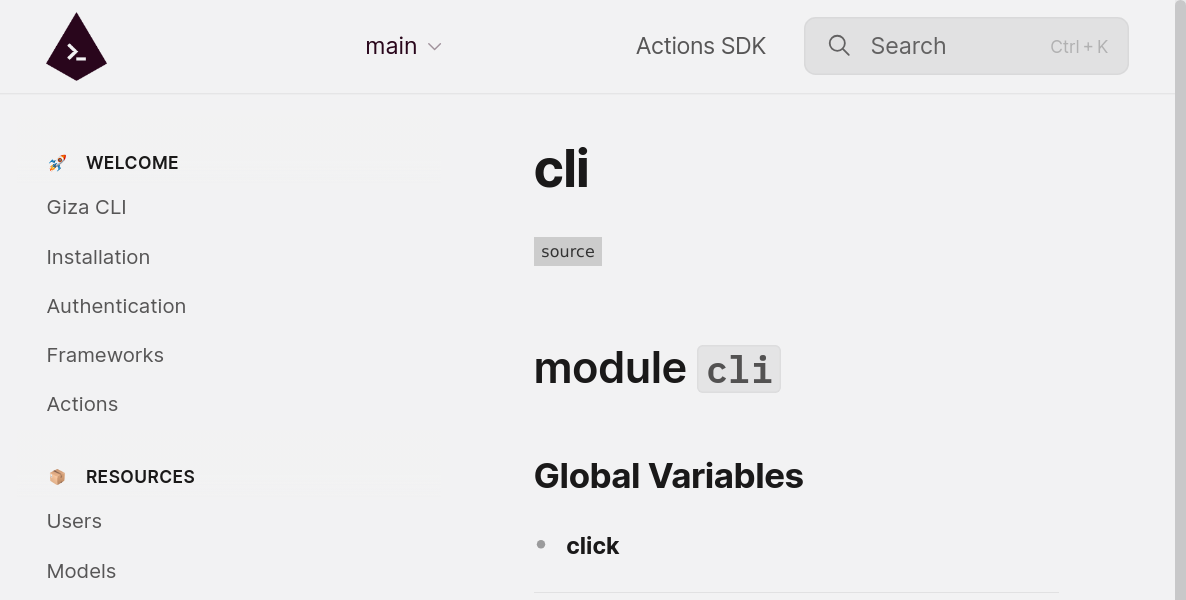 main
Actions SDK
Search
Ctrl + K
WELCOME
Giza CLI
Installation
Authentication
Frameworks
Actions
RESOURCES
Users
Models
cli
source
module cli
Global Variables
click